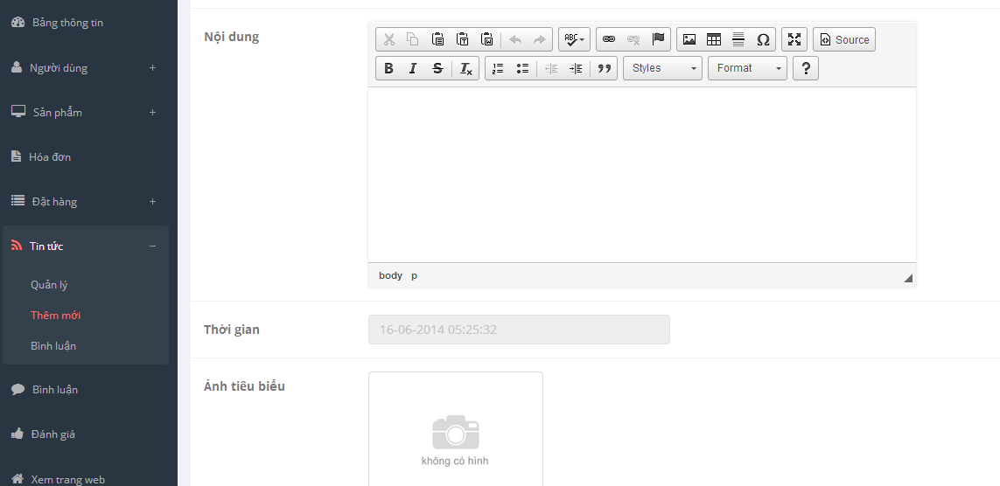 Bảng thông tin
Người dùng
Sản phẩm
Hóa đơn
Đặt hàng
Tin tức
Quản lý
Thêm mới
Bình luận
Bình luận
Đánh giá
Xem trang web
Nội dung
ABC
Source
B I S Tx
Styles
Format
?
body p
Thời gian
16-06-2014 05:25:32
Ảnh tiêu biểu
không có hình